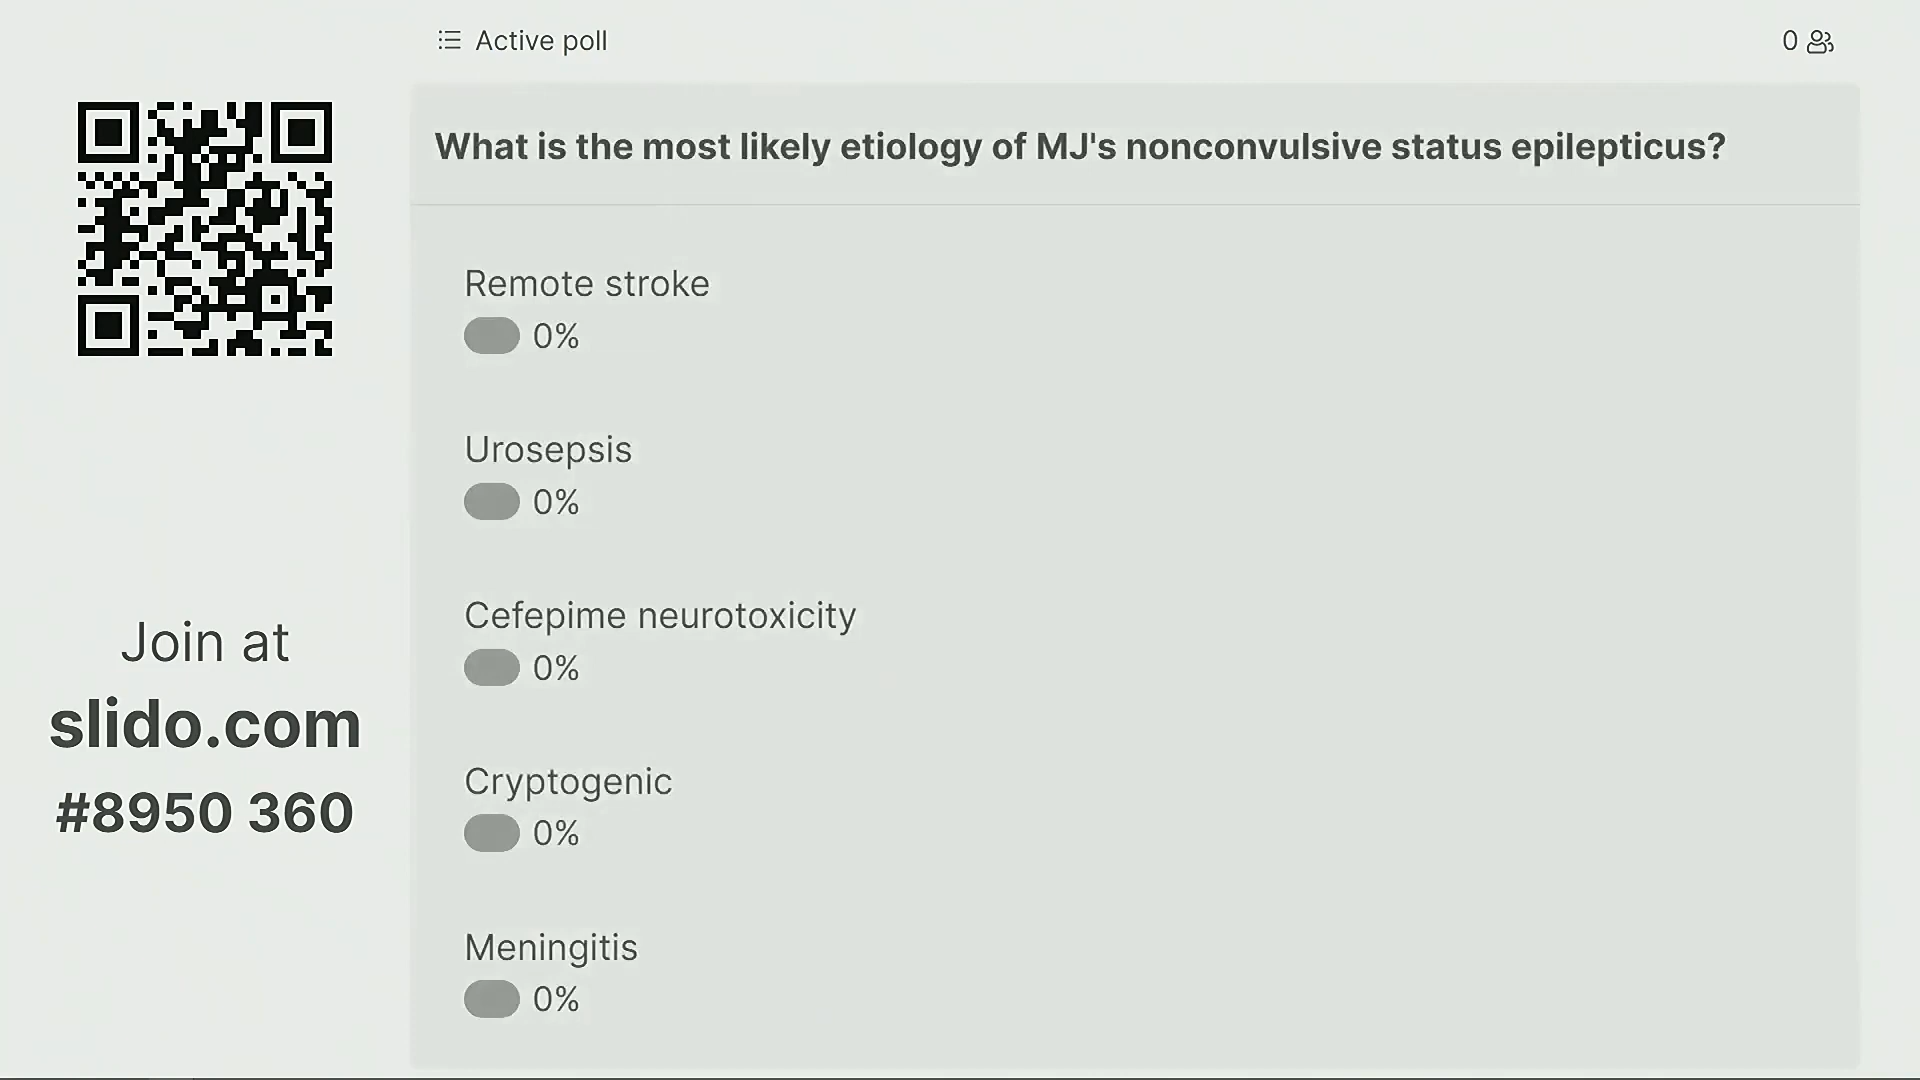 Active poll
0
What is the most likely etiology of MJ's nonconvulsive status epilepticus?
Remote stroke
0%
Urosepsis
0%
Cefepime neurotoxicity
0%
Cryptogenic
0%
Meningitis
0%
Join at
slido.com
#8950 360